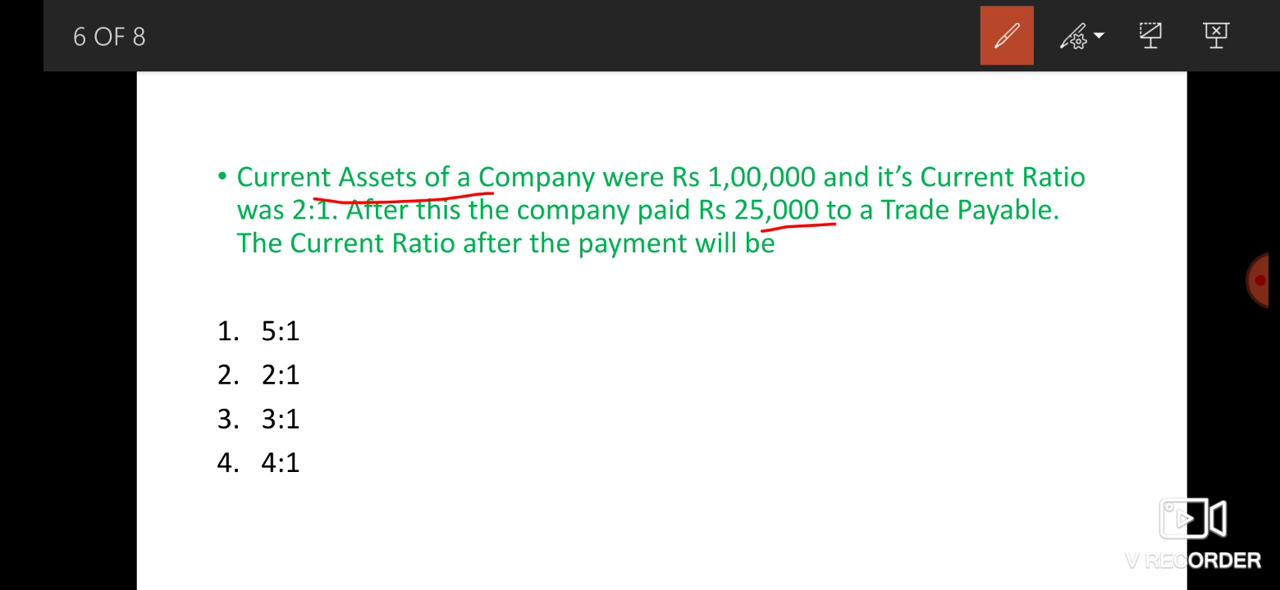 6 OF 8
• Current Assets of a Company were Rs 1,00,000 and it’s Current Ratio
was 2:1. After this the company paid Rs 25,000 to a Trade Payable.
The Current Ratio after the payment will be
1. 5:1
2. 2:1
3. 3:1
4. 4:1
V RECORDER